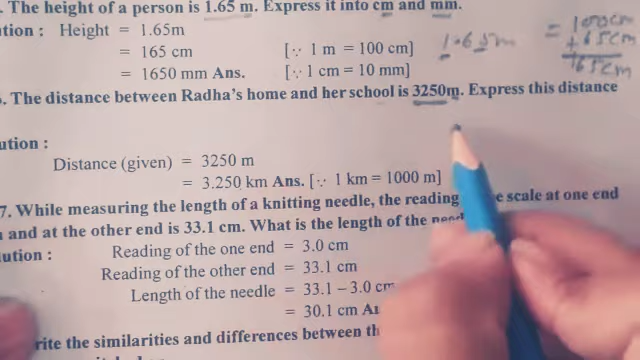 . The height of a person is 1.65 m. Express it into cm and mm.
ution : Height = 1.65m
= 165 cm [∵ 1 m = 100 cm]
= 1650 mm Ans. [∵ 1 cm = 10 mm]
1.65m = 100cm
+ 65cm
165cm
. The distance between Radha's home and her school is 3250m. Express this distance
ution :
Distance (given) = 3250 m
= 3.250 km Ans. [∵ 1 km = 1000 m]
7. While measuring the length of a knitting needle, the reading scale at one end
and at the other end is 33.1 cm. What is the length of the
ution : Reading of the one end = 3.0 cm
Reading of the other end = 33.1 cm
Length of the needle = 33.1 – 3.0
= 30.1 cm
rite the similarities and differences between